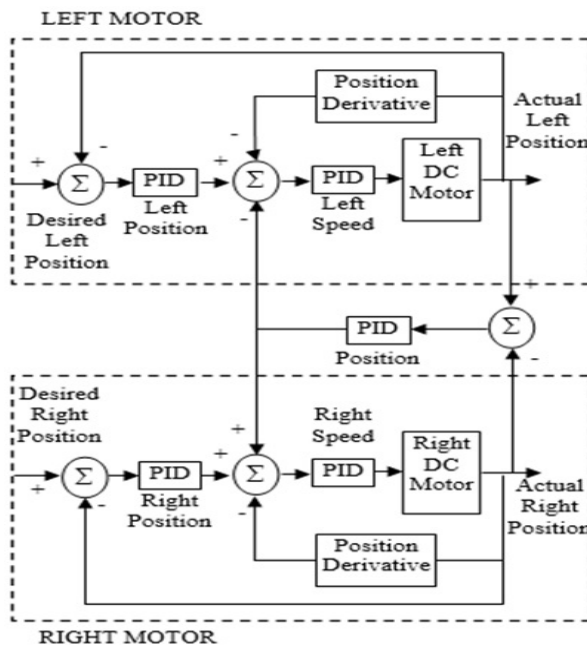 LEFT MOTOR
Position
Derivative
Actual
Left
Position
-
-
+
+
Σ
PID
Σ
PID
Left
DC
Motor
Desired
Left
Position
Left
Position
Left
Speed
-
+
PID
Σ
Position
-
Desired
Right
Position
Right
Speed
+
+
Σ
PID
Σ
PID
Right
DC
Motor
+
-
Right
Position
-
Actual
Right
Position
Position
Derivative
RIGHT MOTOR